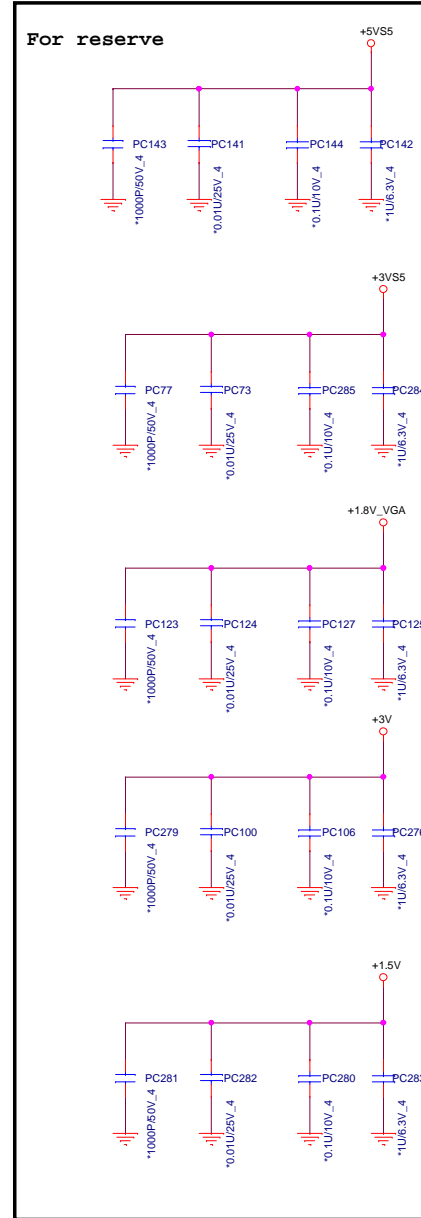 For reserve
+5VS5
PC143
PC141
PC144
PC142
*1000P/50V_4
*0.01U/25V_4
*0.1U/10V_4
*1U/6.3V_4
+3VS5
PC77
PC73
PC285
PC284
*1000P/50V_4
*0.01U/25V_4
*0.1U/10V_4
*1U/6.3V_4
+1.8V_VGA
PC123
PC124
PC127
PC125
*1000P/50V_4
*0.01U/25V_4
*0.1U/10V_4
*1U/6.3V_4
+3V
PC279
PC100
PC106
PC276
*1000P/50V_4
*0.01U/25V_4
*0.1U/10V_4
*1U/6.3V_4
+1.5V
PC281
PC282
PC280
PC283
*1000P/50V_4
*0.01U/25V_4
*0.1U/10V_4
*1U/6.3V_4